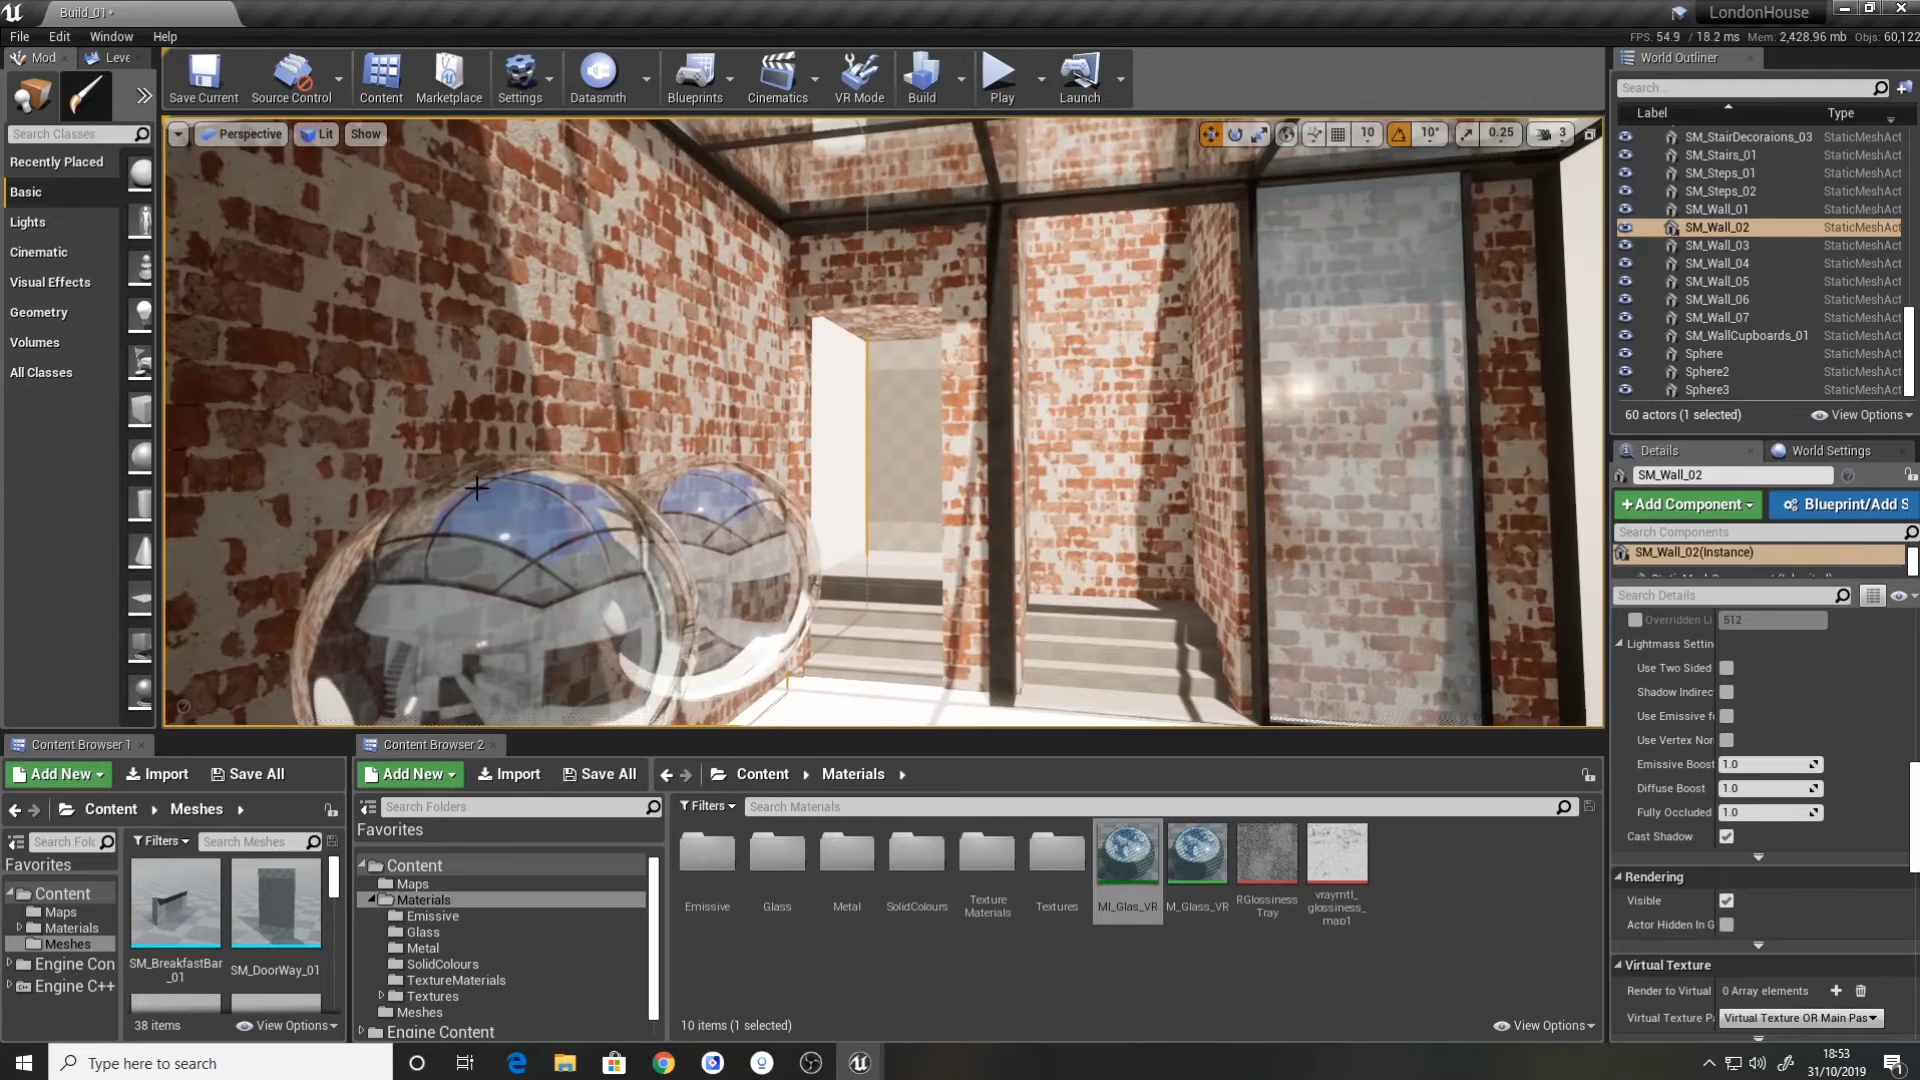 Build_01*
LondonHouse
File Edit Window Help
FPS: 54.9 / 18.2 ms Mem: 2,428.96 mb Objs: 60,122
Mod
Leve
Search Classes
Recently Placed
Basic
Lights
Cinematic
Visual Effects
Geometry
Volumes
All Classes
Save Current Source Control Content Marketplace Settings Datasmith Blueprints Cinematics VR Mode Build Play Launch
Perspective Lit Show
10 10° 0.25 3
World Outliner
Search...
Label Type
SM_StairDecoraions_03 StaticMeshAct
SM_Stairs_01 StaticMeshAct
SM_Steps_01 StaticMeshAct
SM_Steps_02 StaticMeshAct
SM_Wall_01 StaticMeshAct
SM_Wall_02 StaticMeshAct
SM_Wall_03 StaticMeshAct
SM_Wall_04 StaticMeshAct
SM_Wall_05 StaticMeshAct
SM_Wall_06 StaticMeshAct
SM_Wall_07 StaticMeshAct
SM_WallCupboards_01 StaticMeshAct
Sphere StaticMeshAct
Sphere2 StaticMeshAct
Sphere3 StaticMeshAct
60 actors (1 selected) View Options
Details World Settings
SM_Wall_02
+Add Component Blueprint/Add S
Search Components
SM_Wall_02(Instance)
Search Details
Overridden Li 512
Lightmass Settin
Use Two Sided
Shadow Indirec
Use Emissive fo
Use Vertex Nor
Emissive Boost 1.0
Diffuse Boost 1.0
Fully Occluded 1.0
Cast Shadow
Rendering
Visible
Actor Hidden In G
Virtual Texture
Render to Virtual 0 Array elements
Virtual Texture Pa Virtual Texture OR Main Pas
Content Browser 1
Add New Import Save All
Content Meshes
Search Fold
Filters Search Meshes
Favorites
Content
Maps
Materials
Meshes
Engine Con
Engine C++
SM_BreakfastBar_01
SM_DoorWay_01
38 items View Options
Content Browser 2
Add New Import Save All Content Materials
Search Folders
Filters Search Materials
Favorites
Content
Maps
Materials
Emissive
Glass
Metal
SolidColours
TextureMaterials
Textures
Meshes
Engine Content
Emissive Glass Metal SolidColours Texture Materials Textures MI_Glas_VR M_Glass_VR RGlossiness Tray vraymtl_glossiness_map1
10 items (1 selected) View Options
Type here to search
18:53
31/10/2019
1